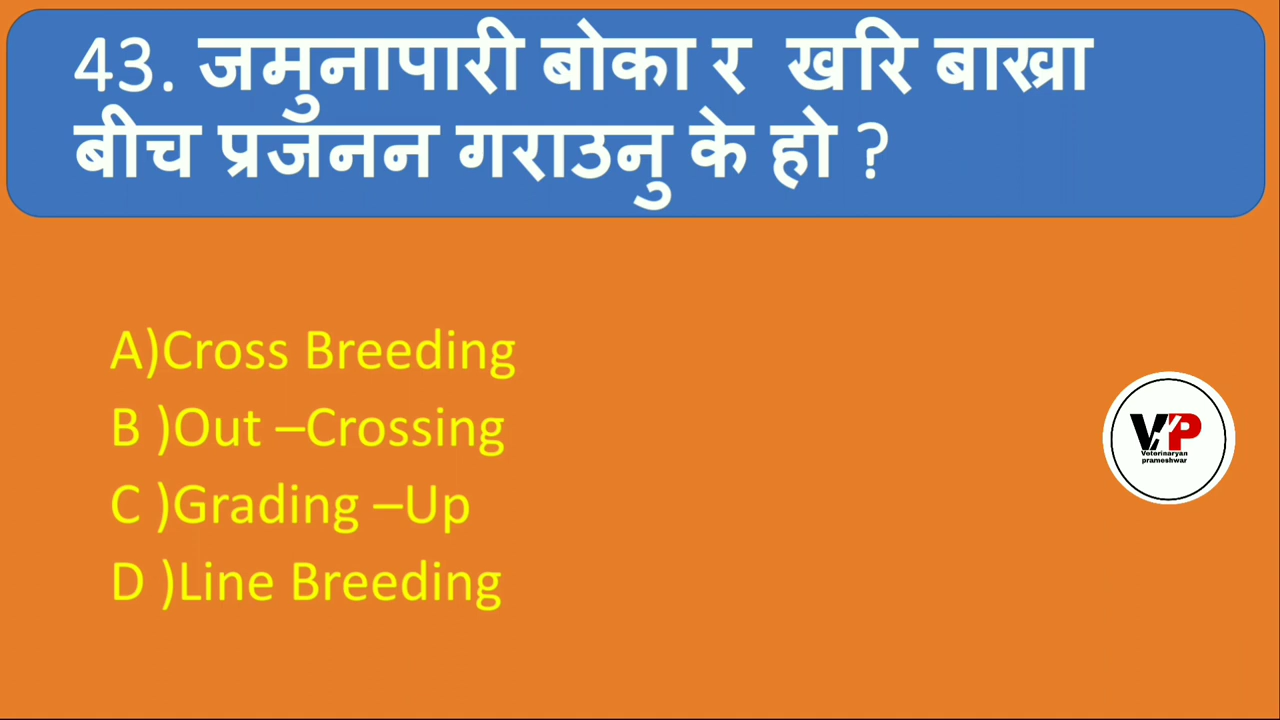 43. जमुनापारी बोका र खरि बाख्रा
बीच प्रजनन गराउनु के हो ?
A)Cross Breeding
B )Out –Crossing
C )Grading –Up
D )Line Breeding
VP
Veterinaryan
prameshwar